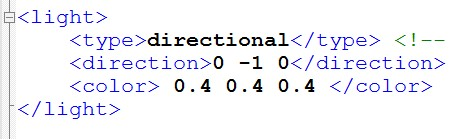 <light>
<type>directional</type> <!--
<direction>0 -1 0</direction>
<color> 0.4 0.4 0.4 </color>
</light>